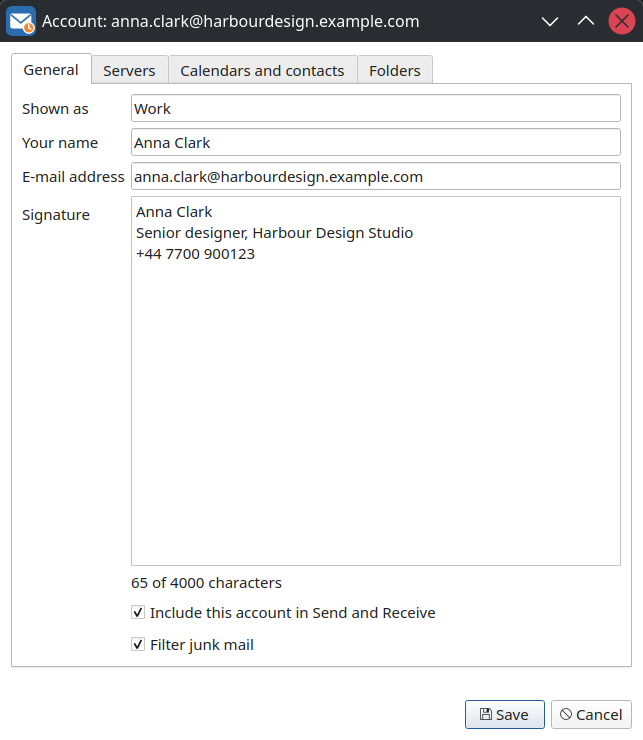 Account: anna.clark@harbourdesign.example.com
General Servers Calendars and contacts Folders
Shown as Work
Your name Anna Clark
E-mail address anna.clark@harbourdesign.example.com
Signature Anna Clark
Senior designer, Harbour Design Studio
+44 7700 900123
65 of 4000 characters
Include this account in Send and Receive
Filter junk mail
Save Cancel